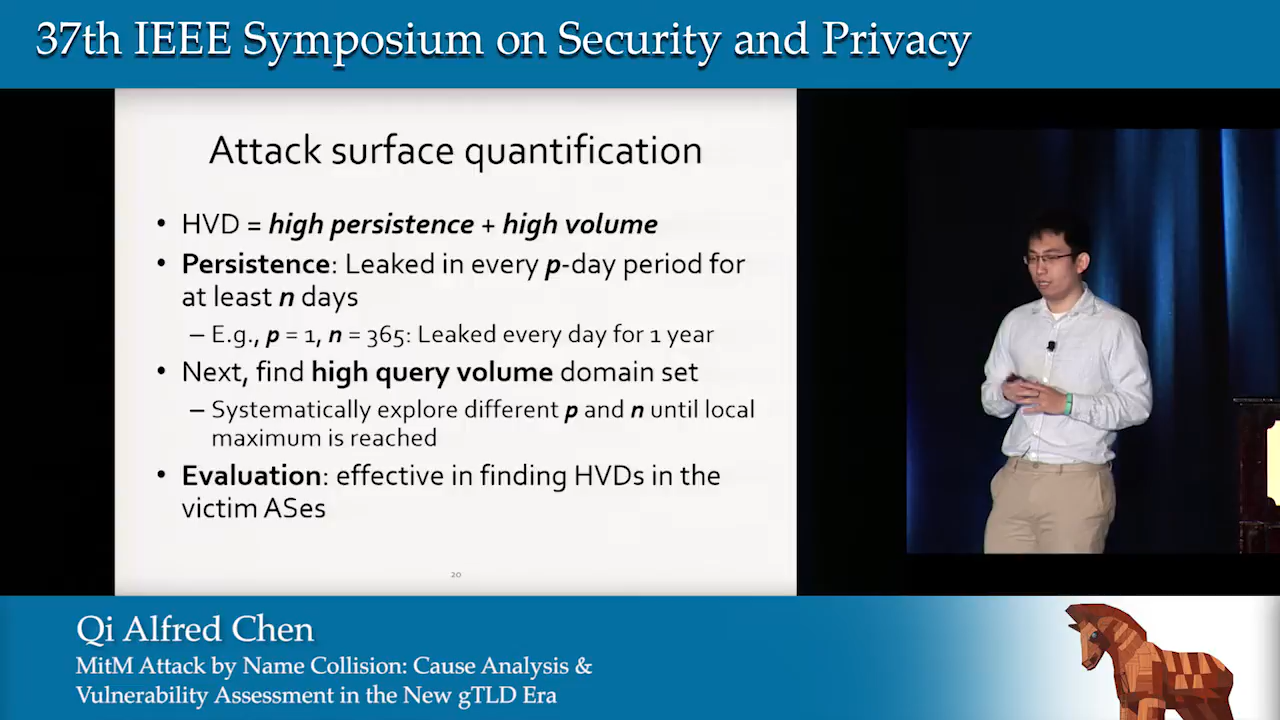 37th IEEE Symposium on Security and Privacy
Attack surface quantification
• HVD = high persistence + high volume
• Persistence: Leaked in every p-day period for
at least n days
– E.g., p = 1, n = 365: Leaked every day for 1 year
• Next, find high query volume domain set
– Systematically explore different p and n until local
maximum is reached
• Evaluation: effective in finding HVDs in the
victim ASes
20
Qi Alfred Chen
MitM Attack by Name Collision: Cause Analysis &
Vulnerability Assessment in the New gTLD Era